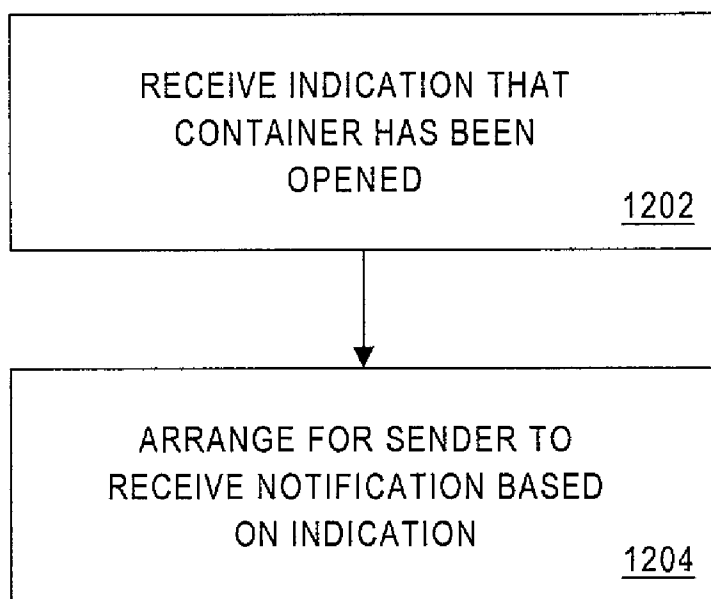 RECEIVE INDICATION THAT
CONTAINER HAS BEEN
OPENED
1202
ARRANGE FOR SENDER TO
RECEIVE NOTIFICATION BASED
ON INDICATION
1204